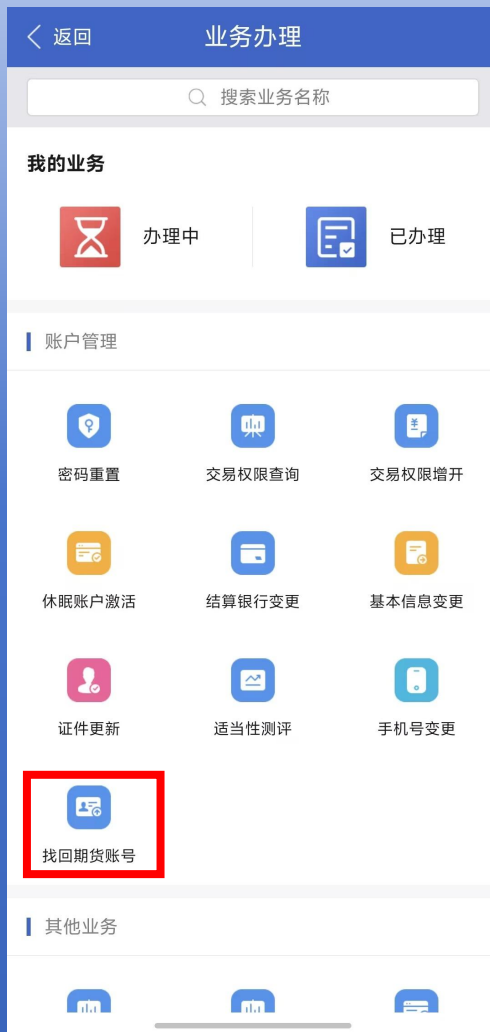 返回
业务办理
搜索业务名称
我的业务
办理中
已办理
账户管理
密码重置
交易权限查询
交易权限增开
休眠账户激活
结算银行变更
基本信息变更
证件更新
适当性测评
手机号变更
找回期货账号
其他业务